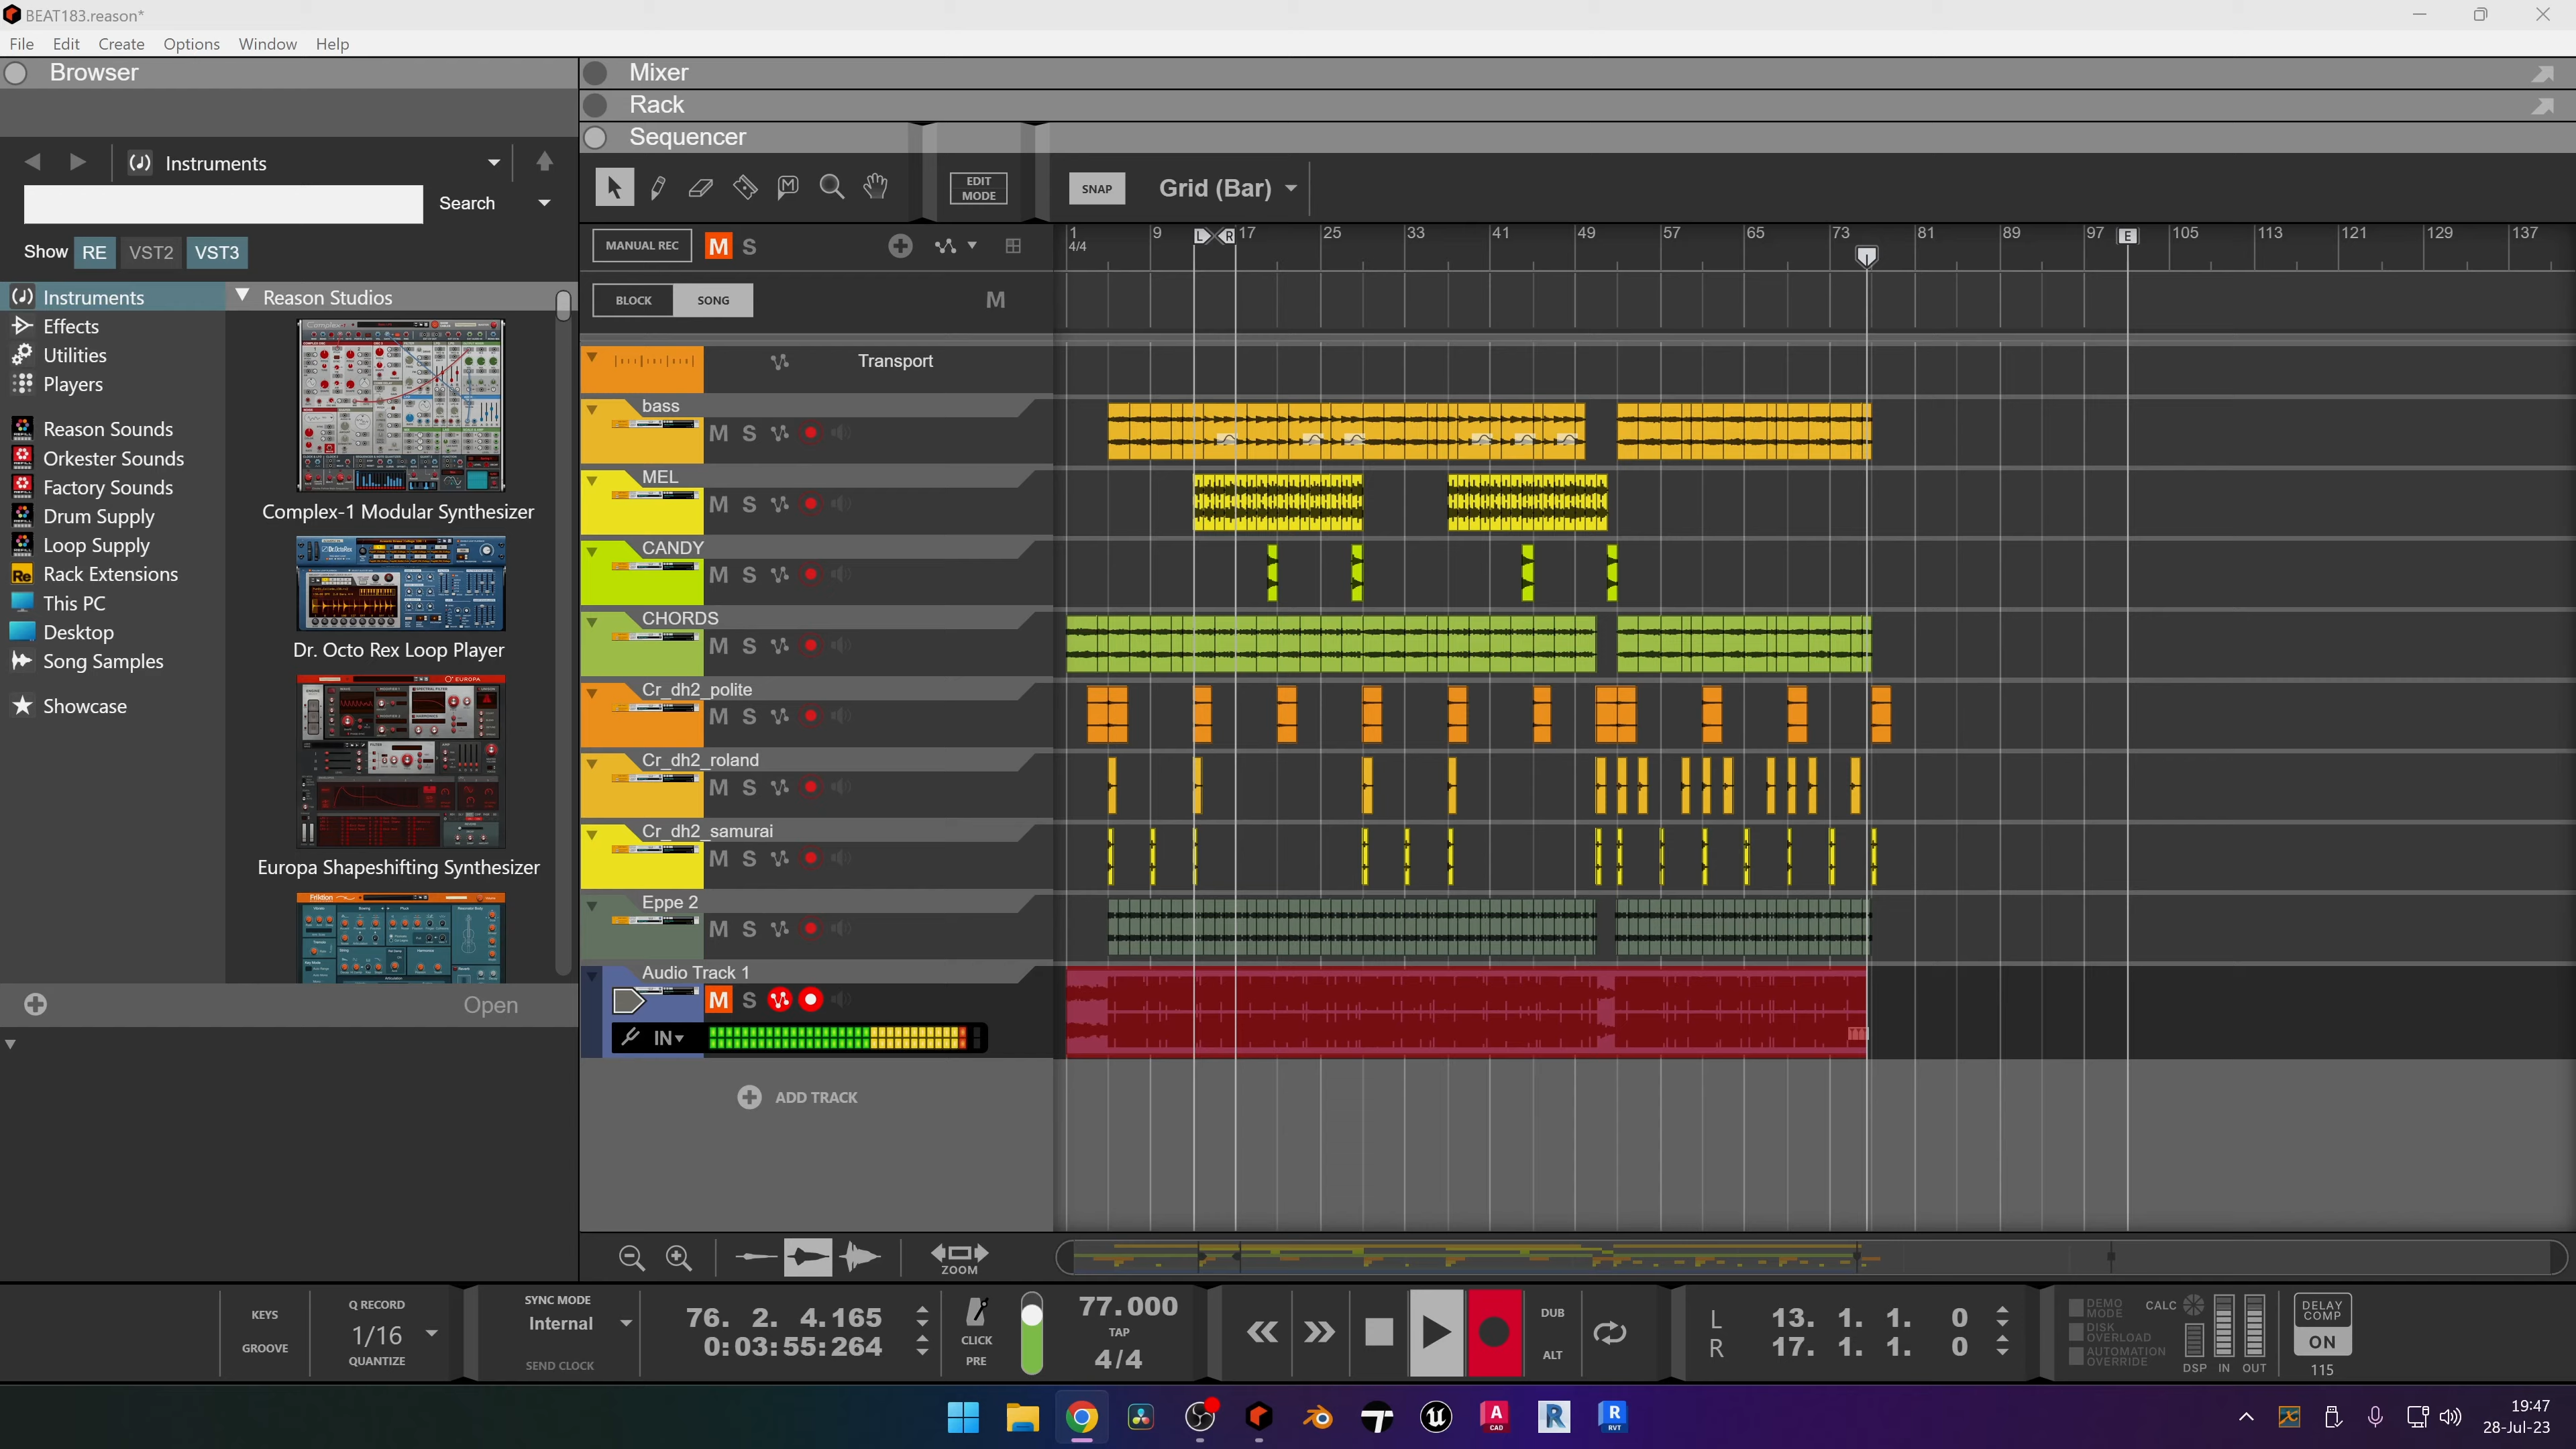 BEAT183.reason*
File Edit Create Options Window Help
Browser
Mixer
Rack
Sequencer
Instruments
Search
Show RE VST2 VST3
Instruments
Effects
Utilities
Players
Reason Sounds
Orkester Sounds
Factory Sounds
Drum Supply
Loop Supply
Rack Extensions
This PC
Desktop
Song Samples
Showcase
Reason Studios
Complex-1 Modular Synthesizer
Dr. Octo Rex Loop Player
Europa Shapeshifting Synthesizer
Open
EDIT MODE
SNAP
Grid (Bar)
MANUAL REC M S
BLOCK SONG M
1 9 L R 17 25 33 41 49 57 65 73 81 89 97 E 105 113 121 129 137
4/4
Transport
bass
M S
MEL
M S
CANDY
M S
CHORDS
M S
Cr_dh2_polite
M S
Cr_dh2_roland
M S
Cr_dh2_samurai
M S
Eppe 2
M S
Audio Track 1
M S
IN
ADD TRACK
ZOOM
KEYS
GROOVE
Q RECORD
1/16
QUANTIZE
SYNC MODE
Internal
SEND CLOCK
76. 2. 4.165
0:03:55:264
CLICK
PRE
77.000
TAP
4/4
DUB
ALT
L 13. 1. 1. 0
R 17. 1. 1. 0
DEMO MODE
DISK OVERLOAD
AUTOMATION OVERRIDE
CALC
DSP IN OUT
DELAY COMP
ON
115
19:47
28-Jul-23